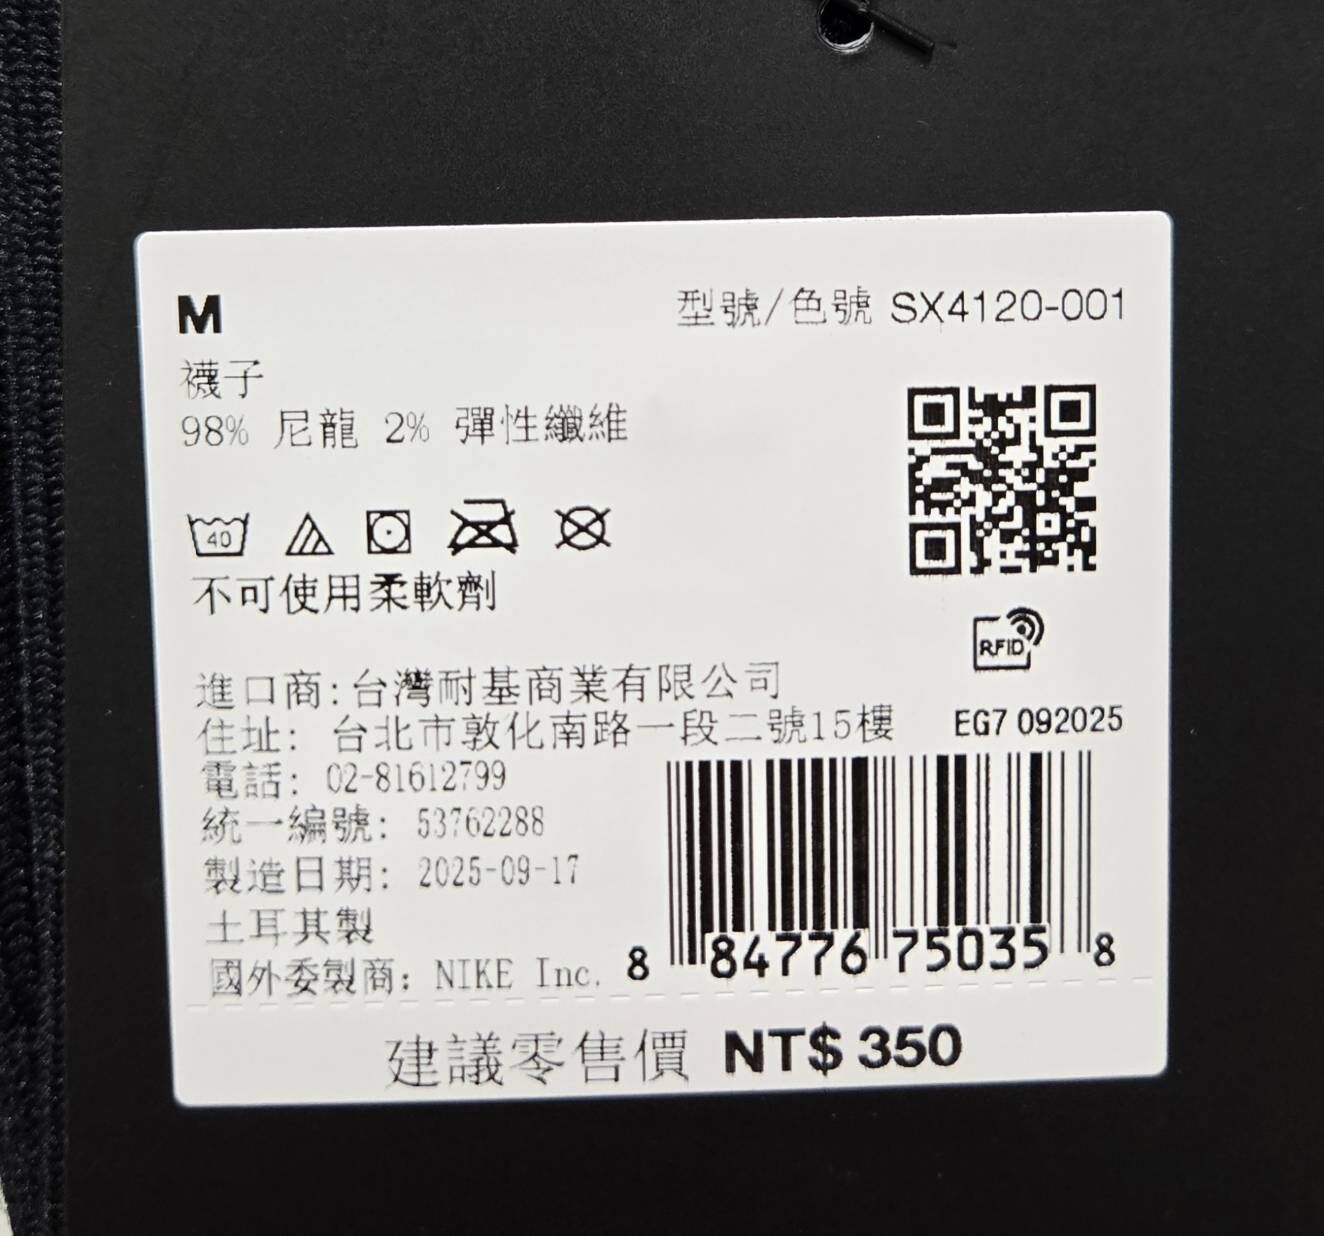 M
型號/色號 SX4120-001
襪子
98% 尼龍 2% 彈性纖維
40
不可使用柔軟劑
RFID
進口商:台灣耐基商業有限公司
住址: 台北市敦化南路一段二號15樓
EG7 092025
電話: 02-81612799
統一編號: 53762288
製造日期: 2025-09-17
土耳其製
國外委製商: NIKE Inc.
8 84776 75035 8
建議零售價 NT$ 350